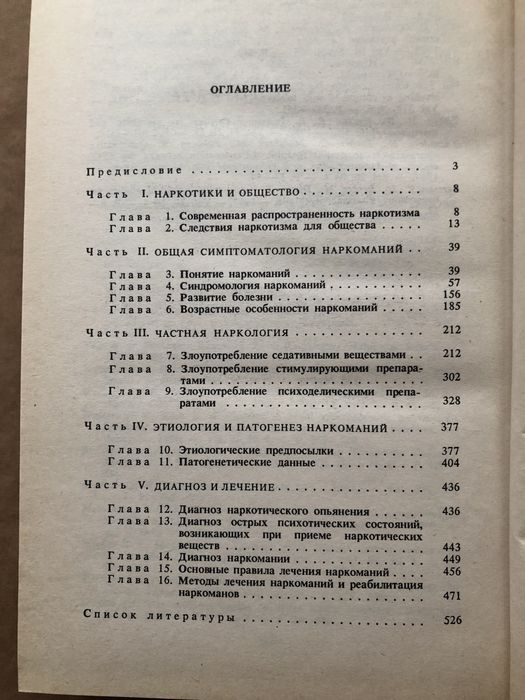 ОГЛАВЛЕНИЕ
Предисловие . . . . . . . . . . . . . . . . . . . . . . . . 3
Часть I. НАРКОТИКИ И ОБЩЕСТВО . . . . . . . . . . . . 8
Глава 1. Современная распространенность наркотизма 8
Глава 2. Следствия наркотизма для общества . . . . . 13
Часть II. ОБЩАЯ СИМПТОМАТОЛОГИЯ НАРКОМАНИЙ . . 39
Глава 3. Понятие наркоманий . . . . . . . . . . . . 39
Глава 4. Синдромология наркоманий . . . . . . . . . 57
Глава 5. Развитие болезни . . . . . . . . . . . . . 156
Глава 6. Возрастные особенности наркоманий . . . . . 185
Часть III. ЧАСТНАЯ НАРКОЛОГИЯ . . . . . . . . . . . . 212
Глава 7. Злоупотребление седативными веществами . . 212
Глава 8. Злоупотребление стимулирующими препара-
тами . . . . . . . . . . . . . . . . . . . 302
Глава 9. Злоупотребление психоделическими препа-
ратами . . . . . . . . . . . . . . . . . . 328
Часть IV. ЭТИОЛОГИЯ И ПАТОГЕНЕЗ НАРКОМАНИЙ . . . . 377
Глава 10. Этиологические предпосылки . . . . . . . . 377
Глава 11. Патогенетические данные . . . . . . . . . . 404
Часть V. ДИАГНОЗ И ЛЕЧЕНИЕ . . . . . . . . . . . . . . 436
Глава 12. Диагноз наркотического опьянения . . . . . 436
Глава 13. Диагноз острых психотических состояний,
возникающих при приеме наркотических
веществ . . . . . . . . . . . . . . . . . . 443
Глава 14. Диагноз наркомании . . . . . . . . . . . . 449
Глава 15. Основные правила лечения наркоманий . . . . 456
Глава 16. Методы лечения наркоманий и реабилитация
наркоманов . . . . . . . . . . . . . . . . 471
Список литературы . . . . . . . . . . . . . . . . . . 526